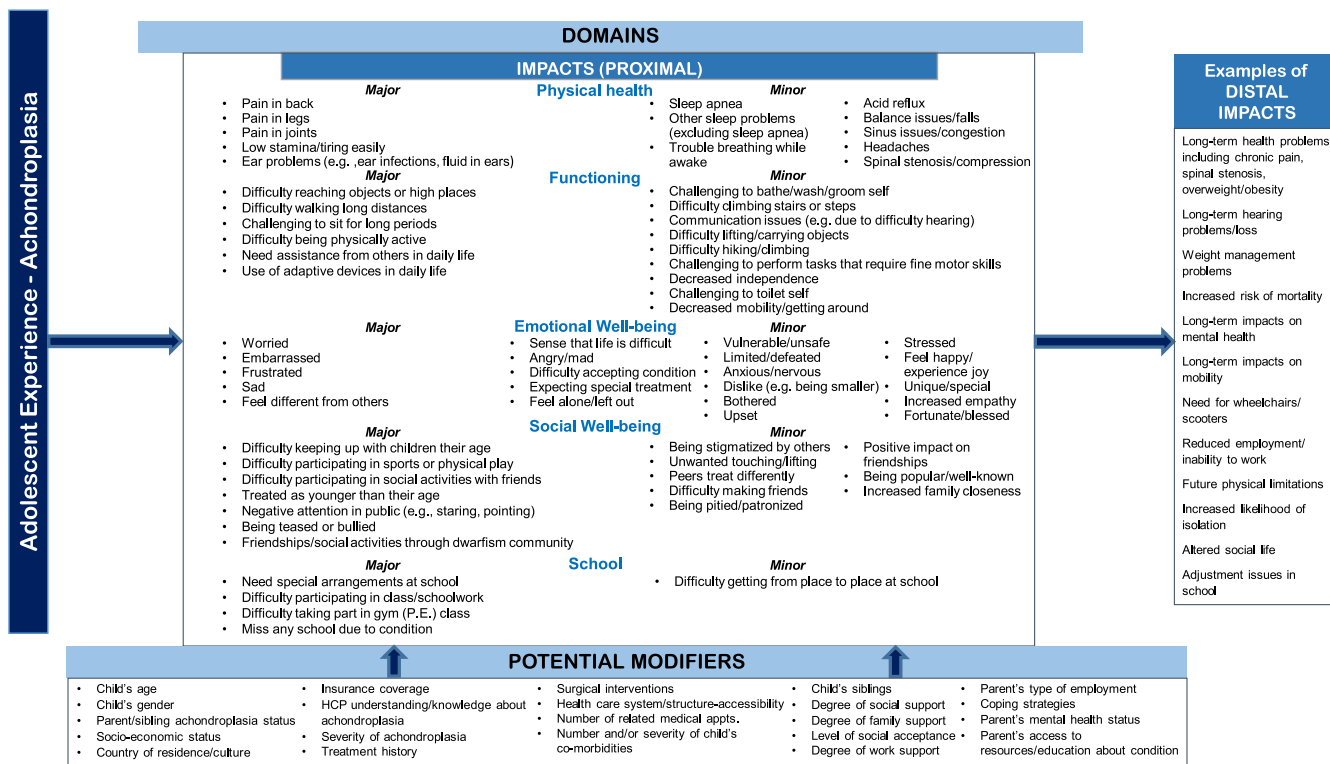 Adolescent Experience - Achondroplasia
DOMAINS
IMPACTS (PROXIMAL)
Physical health
Major
• Pain in back
• Pain in legs
• Pain in joints
• Low stamina/tiring easily
• Ear problems (e.g. ,ear infections, fluid in ears)
Minor
• Sleep apnea
• Other sleep problems
(excluding sleep apnea)
• Trouble breathing while
awake
• Acid reflux
• Balance issues/falls
• Sinus issues/congestion
• Headaches
• Spinal stenosis/compression
Functioning
Major
• Difficulty reaching objects or high places
• Difficulty walking long distances
• Challenging to sit for long periods
• Difficulty being physically active
• Need assistance from others in daily life
• Use of adaptive devices in daily life
Minor
• Challenging to bathe/wash/groom self
• Difficulty climbing stairs or steps
• Communication issues (e.g. due to difficulty hearing)
• Difficulty lifting/carrying objects
• Difficulty hiking/climbing
• Challenging to perform tasks that require fine motor skills
• Decreased independence
• Challenging to toilet self
• Decreased mobility/getting around
Emotional Well-being
Major
• Worried
• Embarrassed
• Frustrated
• Sad
• Feel different from others
Minor
• Sense that life is difficult
• Angry/mad
• Difficulty accepting condition
• Expecting special treatment
• Feel alone/left out
• Vulnerable/unsafe
• Limited/defeated
• Anxious/nervous
• Dislike (e.g. being smaller)
• Bothered
• Upset
• Stressed
• Feel happy/
experience joy
• Unique/special
• Increased empathy
• Fortunate/blessed
Social Well-being
Major
• Difficulty keeping up with children their age
• Difficulty participating in sports or physical play
• Difficulty participating in social activities with friends
• Treated as younger than their age
• Negative attention in public (e.g., staring, pointing)
• Being teased or bullied
• Friendships/social activities through dwarfism community
Minor
• Being stigmatized by others
• Unwanted touching/lifting
• Peers treat differently
• Difficulty making friends
• Being pitied/patronized
• Positive impact on
friendships
• Being popular/well-known
• Increased family closeness
School
Major
• Need special arrangements at school
• Difficulty participating in class/schoolwork
• Difficulty taking part in gym (P.E.) class
• Miss any school due to condition
Minor
• Difficulty getting from place to place at school
Examples of
DISTAL
IMPACTS
Long-term health problems
including chronic pain,
spinal stenosis,
overweight/obesity
Long-term hearing
problems/loss
Weight management
problems
Increased risk of mortality
Long-term impacts on
mental health
Long-term impacts on
mobility
Need for wheelchairs/
scooters
Reduced employment/
inability to work
Future physical limitations
Increased likelihood of
isolation
Altered social life
Adjustment issues in
school
POTENTIAL MODIFIERS
• Child's age
• Child's gender
• Parent/sibling achondroplasia status
• Socio-economic status
• Country of residence/culture
• Insurance coverage
• HCP understanding/knowledge about
achondroplasia
• Severity of achondroplasia
• Treatment history
• Surgical interventions
• Health care system/structure-accessibility
• Number of related medical appts.
• Number and/or severity of child's
co-morbidities
• Child's siblings
• Degree of social support
• Degree of family support
• Level of social acceptance
• Degree of work support
• Parent's type of employment
• Coping strategies
• Parent's mental health status
• Parent's access to
resources/education about condition